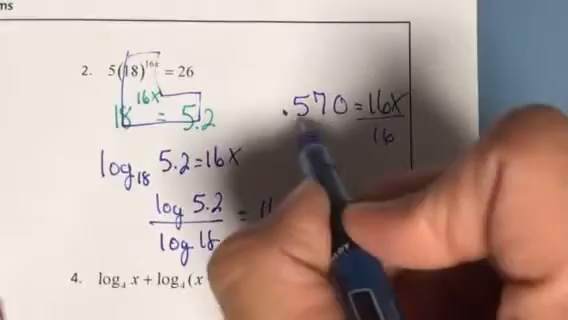 ms
2. 5(18)^16x = 26
18^16x = 5.2
.570 = 16x
16
log₁₈ 5.2 = 16x
log 5.2 =
log 18
4. log₄ x + log₄ (x